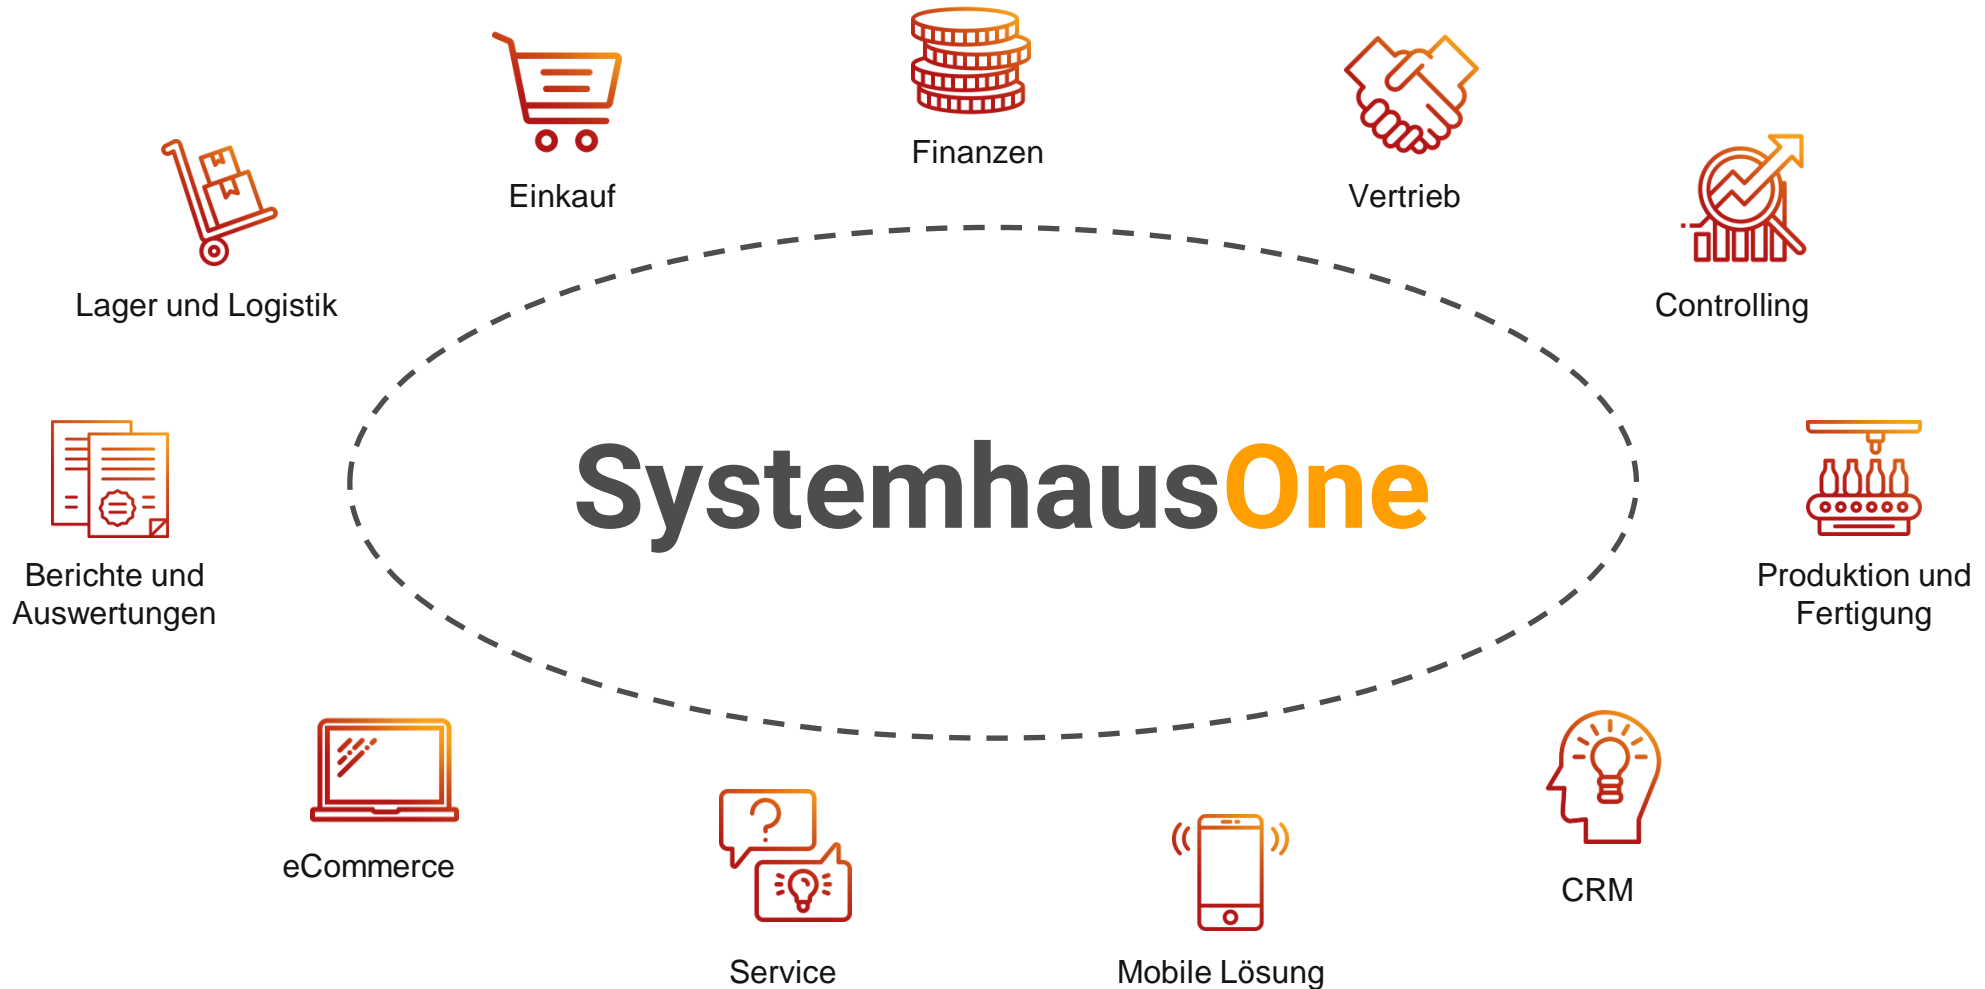 Finanzen
Einkauf
Vertrieb
Lager und Logistik
Controlling
SystemhausOne
Berichte und
Auswertungen
Produktion und
Fertigung
eCommerce
CRM
Service
Mobile Lösung